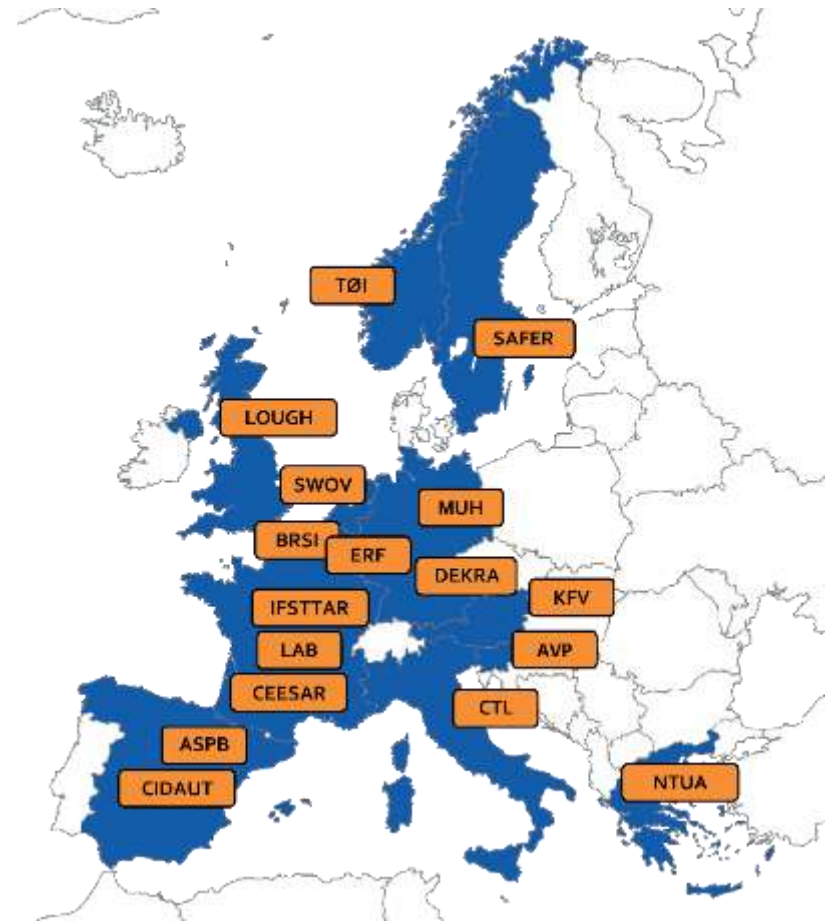 TØI
SAFER
LOUGH
SWOV
MUH
BRSI
ERF
DEKRA
KFV
IFSTTAR
LAB
AVP
CEESAR
CTL
ASPB
NTUA
CIDAUT